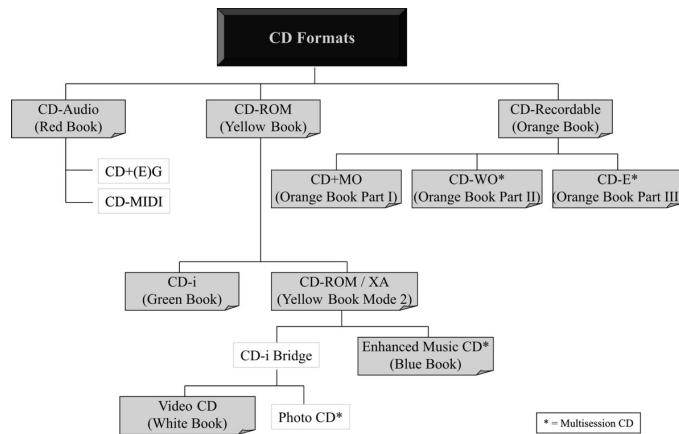 CD Formats
CD-Audio
(Red Book)
CD-ROM
(Yellow Book)
CD-Recordable
(Orange Book)
CD+(E)G
CD-MIDI
CD+MO
(Orange Book Part I)
CD-WO*
(Orange Book Part II)
CD-E*
(Orange Book Part III)
CD-i
(Green Book)
CD-ROM / XA
(Yellow Book Mode 2)
CD-i Bridge
Enhanced Music CD*
(Blue Book)
Video CD
(White Book)
Photo CD*
* = Multisession CD